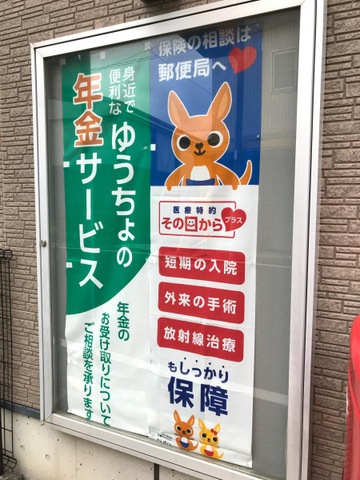 身近で
便利な
ゆうちょの
年金サービス
年金の
お受け取りについて
ご相談を承ります
保険の相談は
郵便局へ
医療特約
その日から
プラス
短期の入院
外来の手術
放射線治療
もしっかり
保障